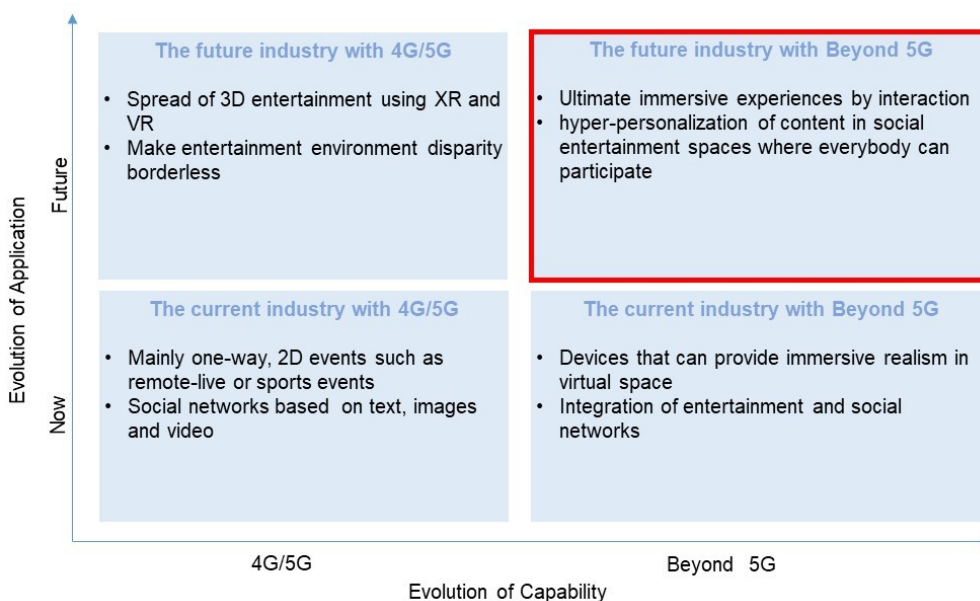 The future industry with 4G/5G
• Spread of 3D entertainment using XR and
VR
• Make entertainment environment disparity
borderless
The future industry with Beyond 5G
• Ultimate immersive experiences by interaction
• hyper-personalization of content in social
entertainment spaces where everybody can
participate
The current industry with 4G/5G
• Mainly one-way, 2D events such as
remote-live or sports events
• Social networks based on text, images
and video
The current industry with Beyond 5G
• Devices that can provide immersive realism in
virtual space
• Integration of entertainment and social
networks
Evolution of Application
Future
Now
4G/5G
Beyond 5G
Evolution of Capability